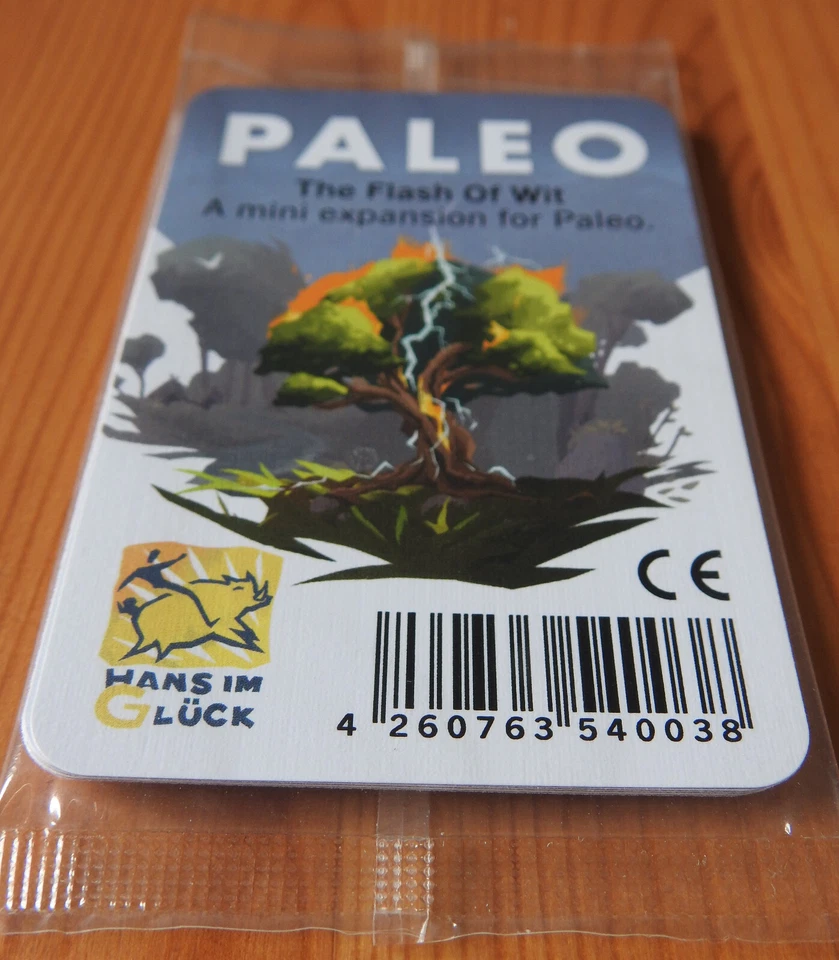 PALEO
The Flash Of Wit
A mini expansion for Paleo.
CE
HANS IM
GLÜCK
4 260763 540038